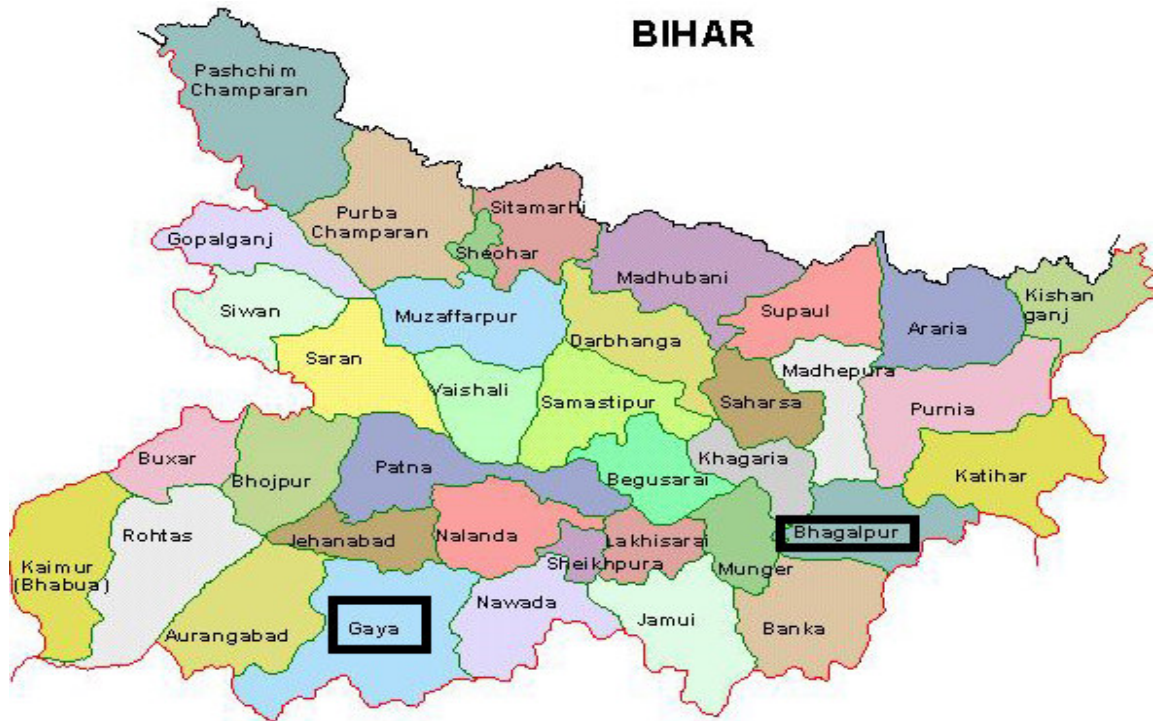 BIHAR
Pashchim
Champaran
Purba
Champaran
Sitamarhi
Sheohar
Gopalganj
Madhubani
Siwan
Muzaffarpur
Supaul
Araria
Kishan
ganj
Darbhanga
Saran
Madhepura
Vaishali
Samastipur
Saharsa
Purnia
Buxar
Bhojpur
Patna
Begusarai
Khagaria
Katihar
Rohtas
Jehanabad
Nalanda
Lakhisarai
Bhagalpur
Sheikhpura
Munger
Kaimur
(Bhabua)
Nawada
Jamui
Banka
Aurangabad
Gaya